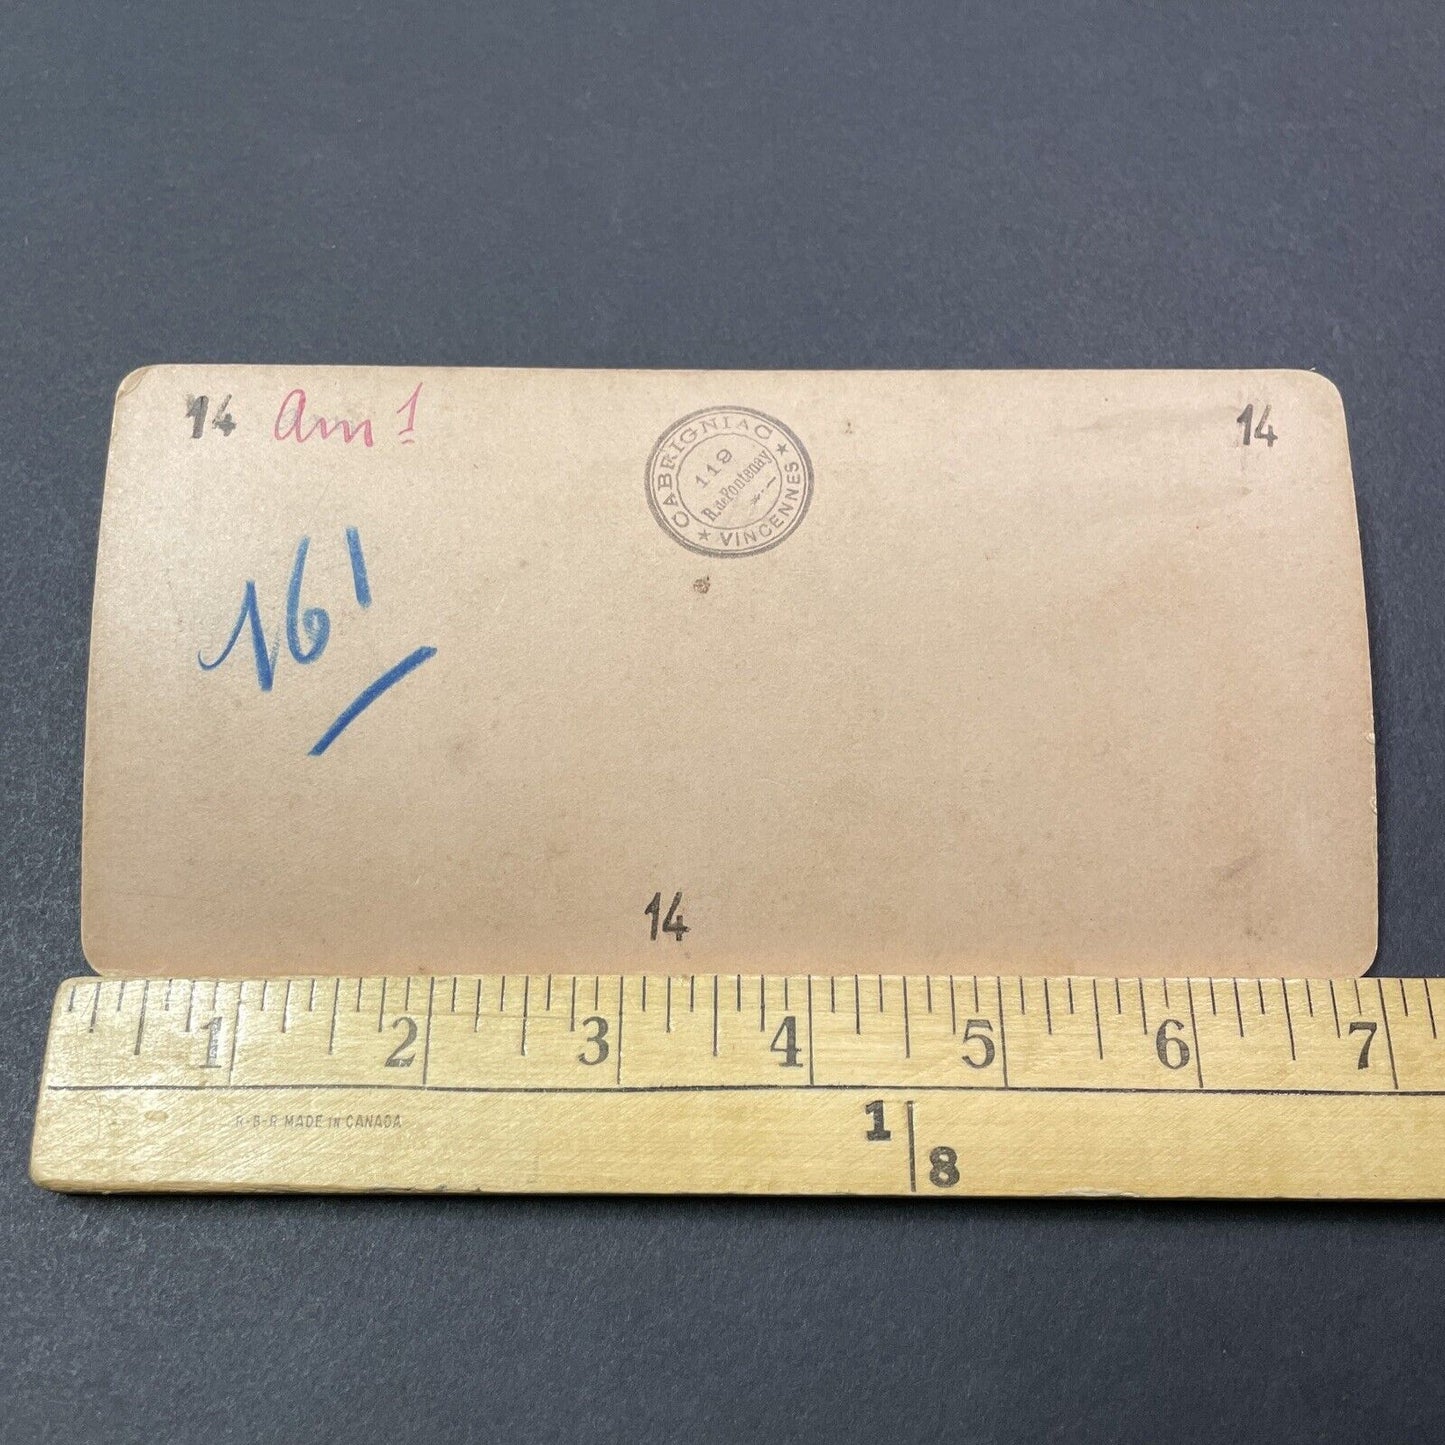 14 Am 1 14
CABRIGNIAC
119
R. de Fontenay
★ VINCENNES ★
16'
14
1 2 3 4 5 6 7
R-B-R MADE IN CANADA
1
8